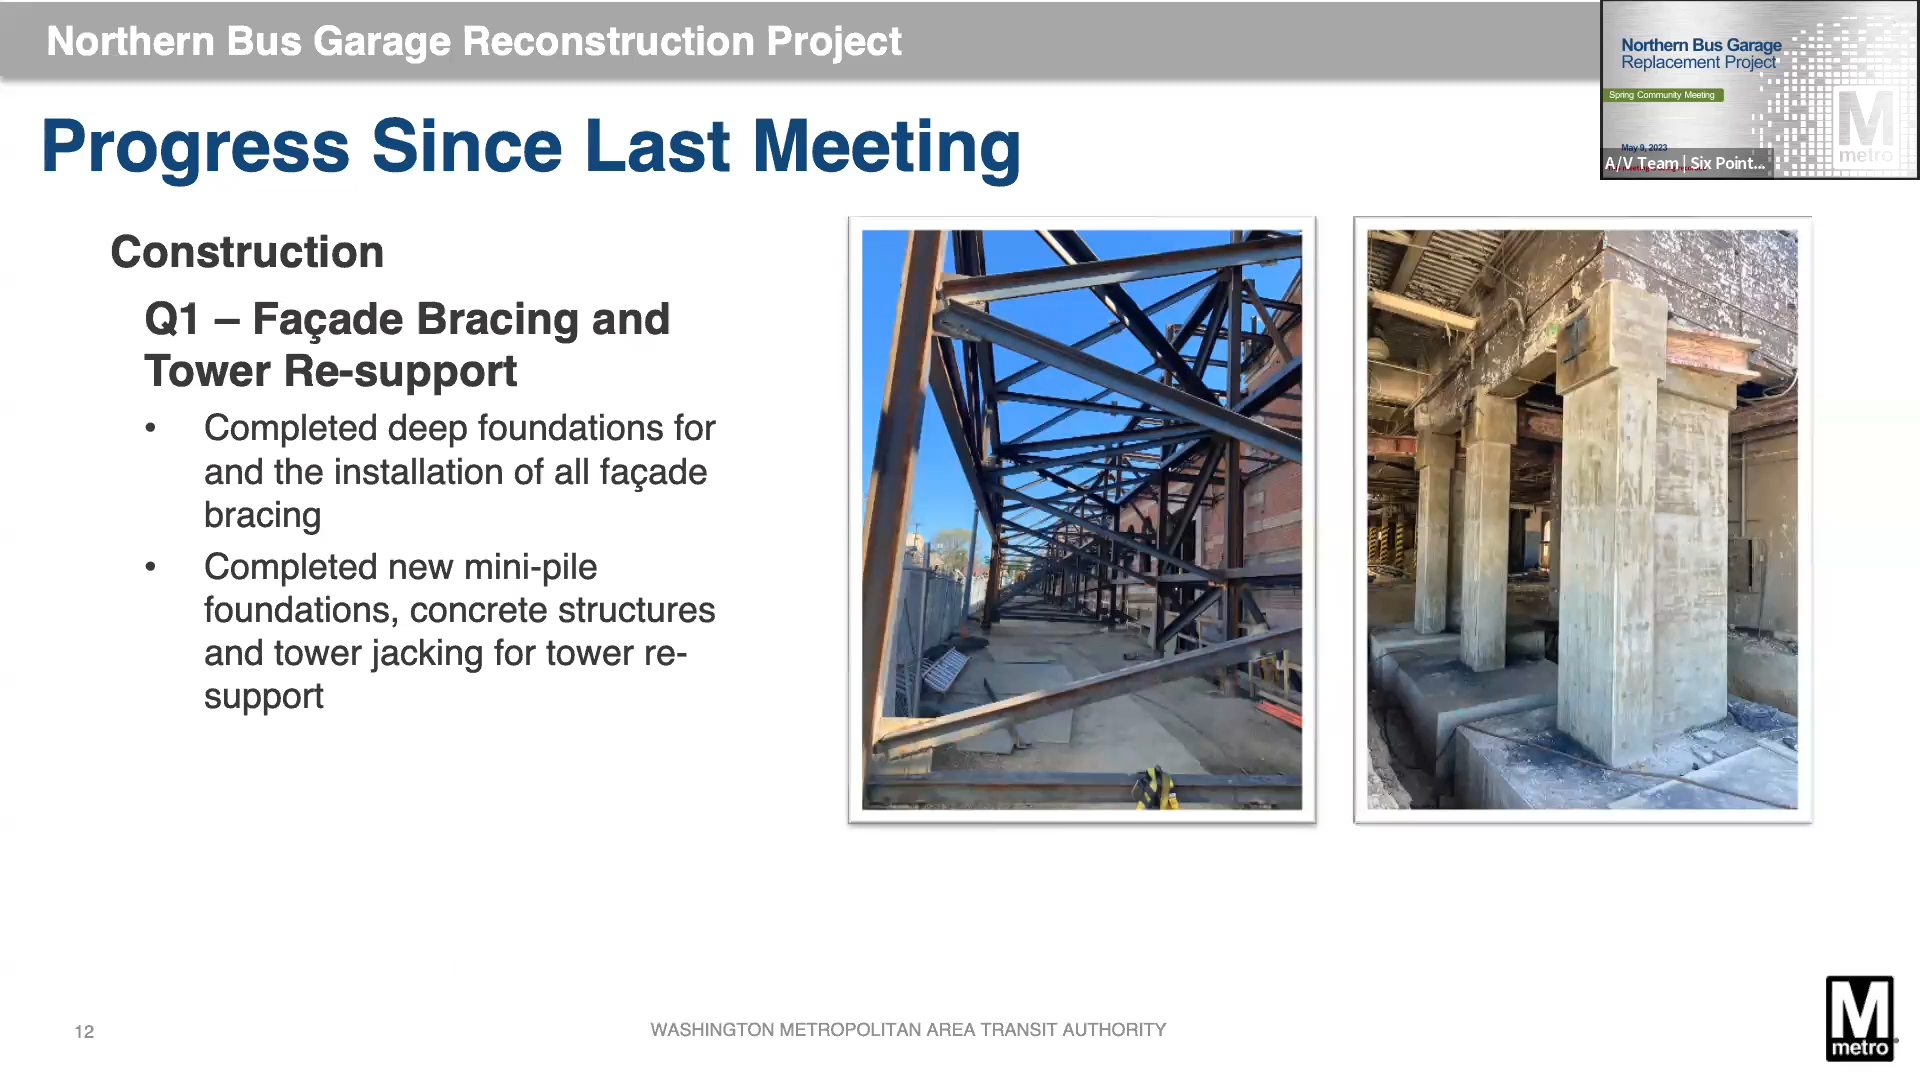 Northern Bus Garage Reconstruction Project
Northern Bus Garage
Replacement Project
Spring Community Meeting
May 9, 2023
A/V Team | Six Point...
M
metro
Progress Since Last Meeting
Construction
Q1 – Façade Bracing and
Tower Re-support
• Completed deep foundations for
and the installation of all façade
bracing
• Completed new mini-pile
foundations, concrete structures
and tower jacking for tower re-
support
12
WASHINGTON METROPOLITAN AREA TRANSIT AUTHORITY
M
metro